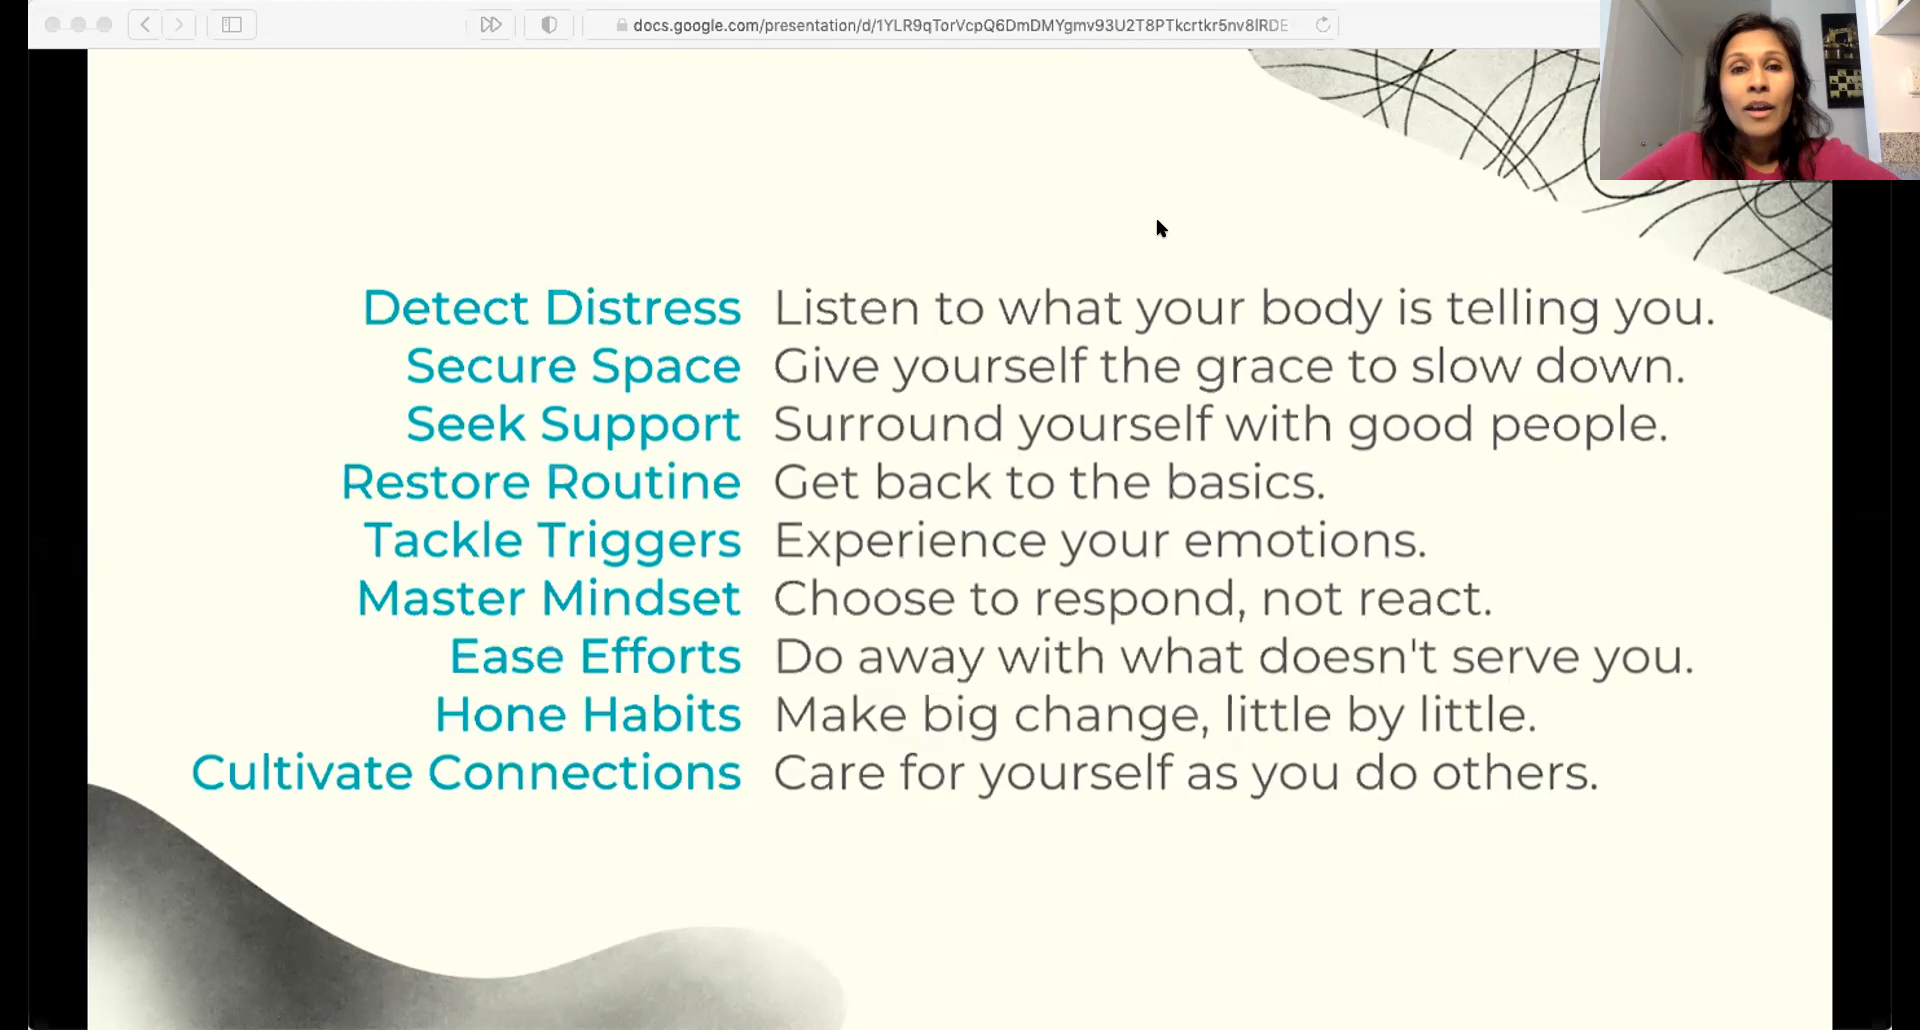 docs.google.com/presentation/d/1YLR9qTorVcpQ6DmDMYgmv93U2T8PTkcrtkr5nv8lRDE
Detect Distress Listen to what your body is telling you.
Secure Space Give yourself the grace to slow down.
Seek Support Surround yourself with good people.
Restore Routine Get back to the basics.
Tackle Triggers Experience your emotions.
Master Mindset Choose to respond, not react.
Ease Efforts Do away with what doesn't serve you.
Hone Habits Make big change, little by little.
Cultivate Connections Care for yourself as you do others.